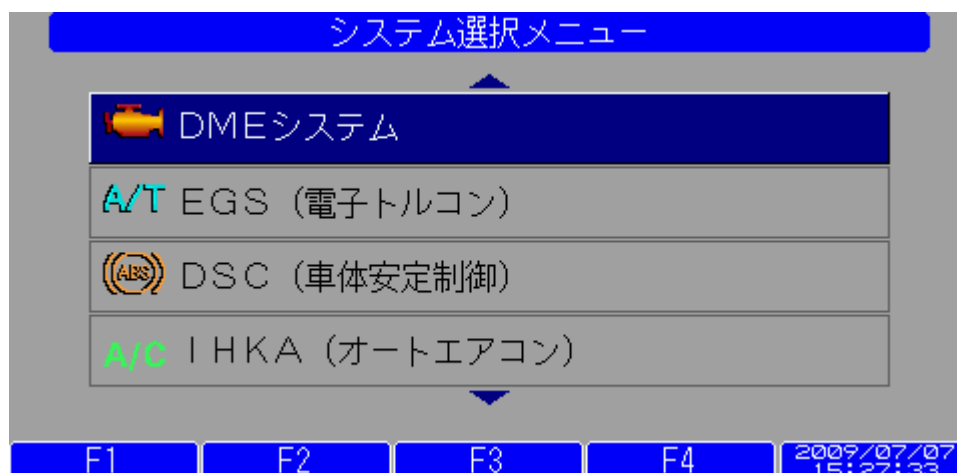 システム選択メニュー
DMEシステム
A/T EGS（電子トルコン）
(ABS) DSC（車体安定制御）
A/C IHKA（オートエアコン）
F1 F2 F3 F4 2009/07/07
15:27:33